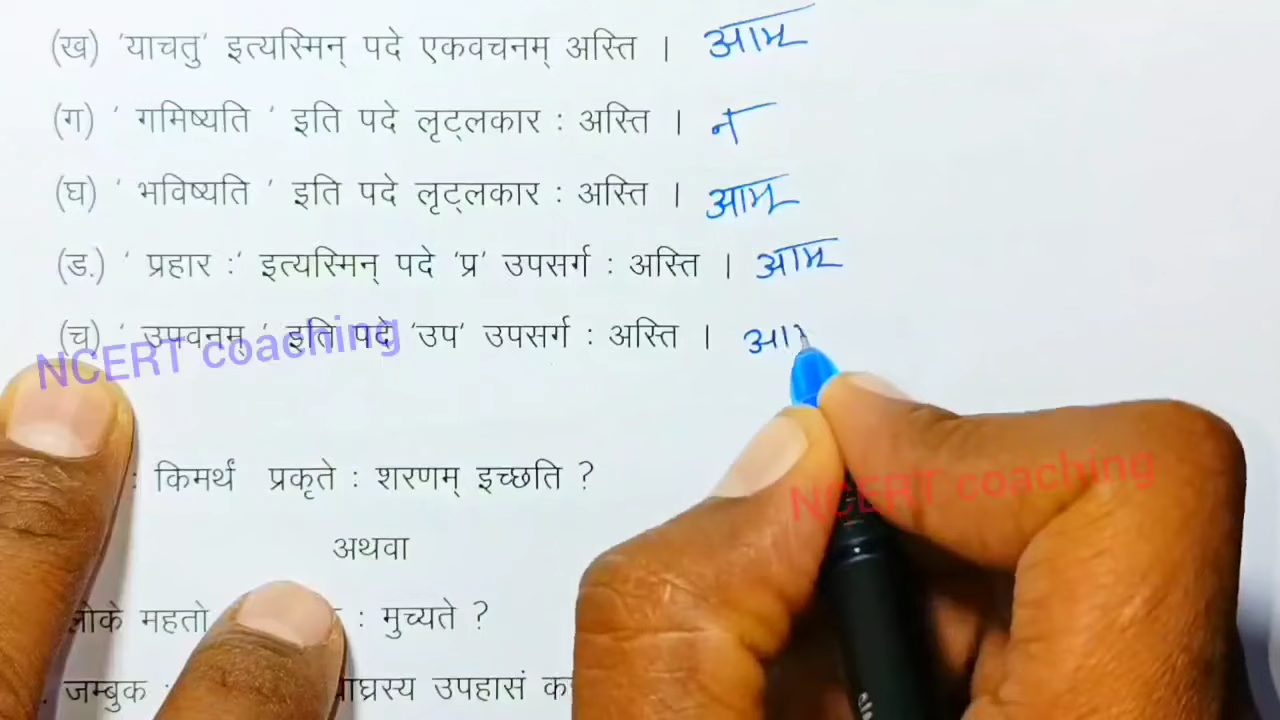 (ख) 'याचतु' इत्यस्मिन् पदे एकवचनम् अस्ति । आम्
(ग) ' गमिष्यति ' इति पदे लृट्लकार : अस्ति । न
(घ) ' भविष्यति ' इति पदे लृट्लकार : अस्ति । आम्
(ड.) ' प्रहार :' इत्यस्मिन् पदे 'प्र' उपसर्ग : अस्ति । आम्
(च) ' उपवनम् ' इति पदे 'उप' उपसर्ग : अस्ति । आ
NCERT coaching
: किमर्थं प्रकृते : शरणम् इच्छति ?
NCERT coaching
अथवा
लोके महतो : मुच्यते ?
जम्बुक : उपहासं